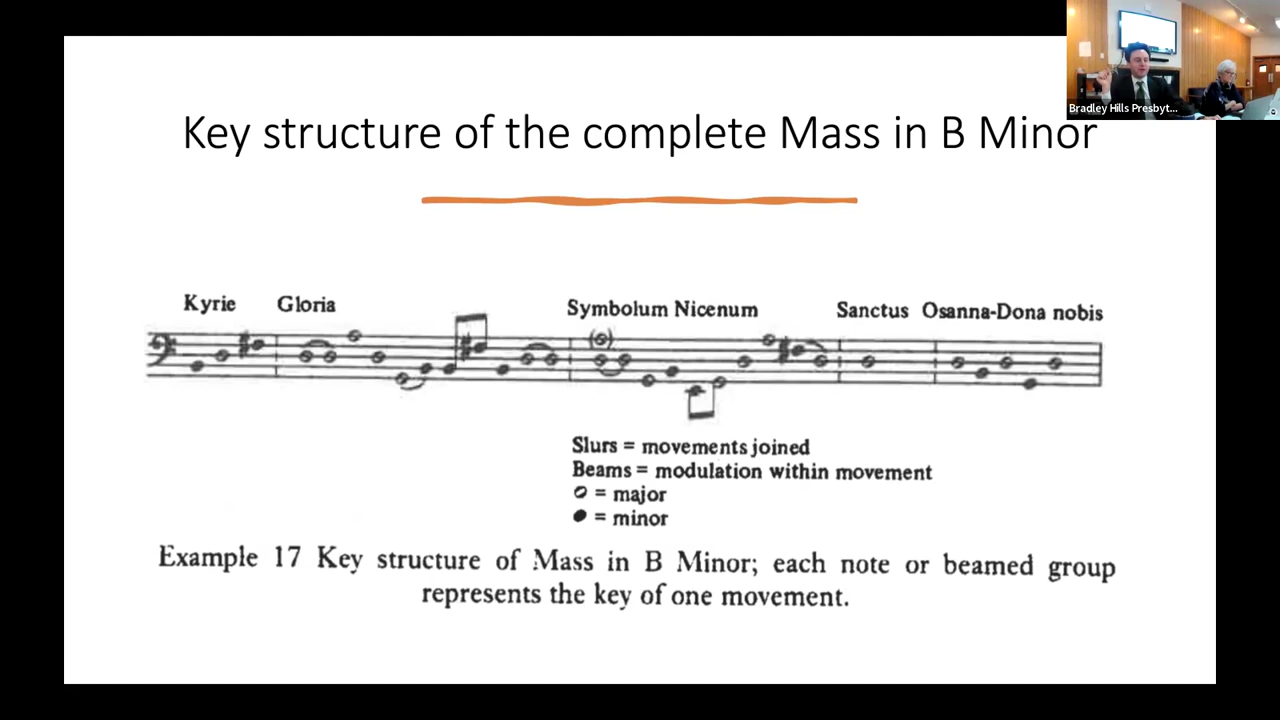 Bradley Hills Presbyt...
Key structure of the complete Mass in B Minor
Kyrie Gloria Symbolum Nicenum Sanctus Osanna-Dona nobis
Slurs = movements joined
Beams = modulation within movement
= major
= minor
Example 17 Key structure of Mass in B Minor; each note or beamed group
represents the key of one movement.